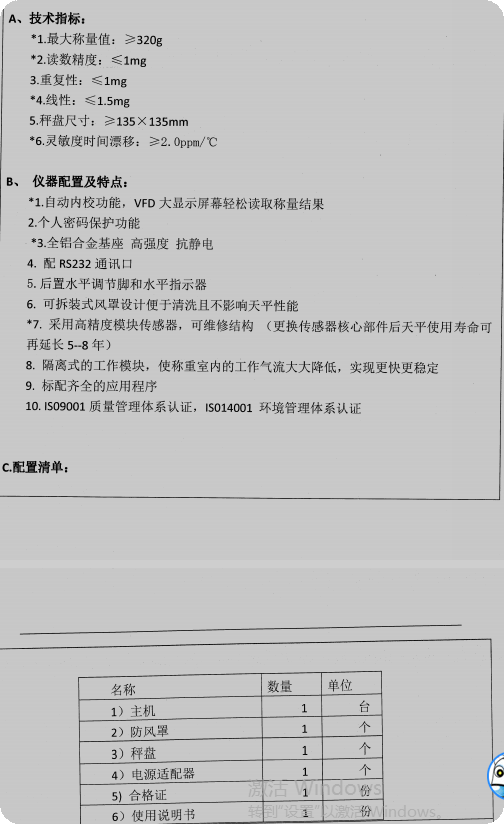 A、技术指标:
*1.最大称量值：≥320g
*2.读数精度：≤1mg
3.重复性：≤1mg
*4.线性：≤1.5mg
5.秤盘尺寸：≥135×135mm
*6.灵敏度时间漂移：≥2.0ppm/℃
B、 仪器配置及特点：
*1.自动内校功能，VFD 大显示屏幕轻松读取称量结果
2.个人密码保护功能
*3.全铝合金基座 高强度 抗静电
4. 配 RS232 通讯口
5.后置水平调节脚和水平指示器
6. 可拆装式风罩设计便于清洗且不影响天平性能
*7. 采用高精度模块传感器，可维修结构 （更换传感器核心部件后天平使用寿命可
再延长 5--8 年）
8. 隔离式的工作模块，使称重室内的工作气流大大降低，实现更快更稳定
9. 标配齐全的应用程序
10. IS09001 质量管理体系认证，IS014001 环境管理体系认证
C.配置清单：
名称 数量 单位
1）主机 1 台
2）防风罩 1 个
3）秤盘 1 个
4）电源适配器 1 个
5）合格证 1 份
6）使用说明书 1 份
激活 Windows
转到"设置"以激活 Windows。